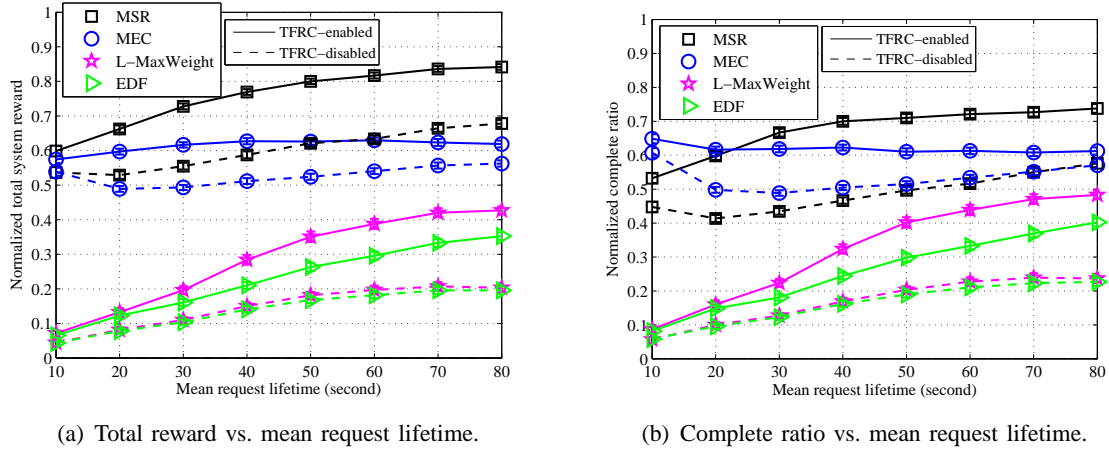 MSR
MEC
L−MaxWeight
EDF
TFRC−enabled
TFRC−disabled
Normalized total system reward
1
0.9
0.8
0.7
0.6
0.5
0.4
0.3
0.2
0.1
0
10 20 30 40 50 60 70 80
Mean request lifetime (second)
(a) Total reward vs. mean request lifetime.
MSR
MEC
L−MaxWeight
EDF
TFRC−enabled
TFRC−disabled
Normalized complete ratio
1
0.9
0.8
0.7
0.6
0.5
0.4
0.3
0.2
0.1
0
10 20 30 40 50 60 70 80
Mean request lifetime (second)
(b) Complete ratio vs. mean request lifetime.